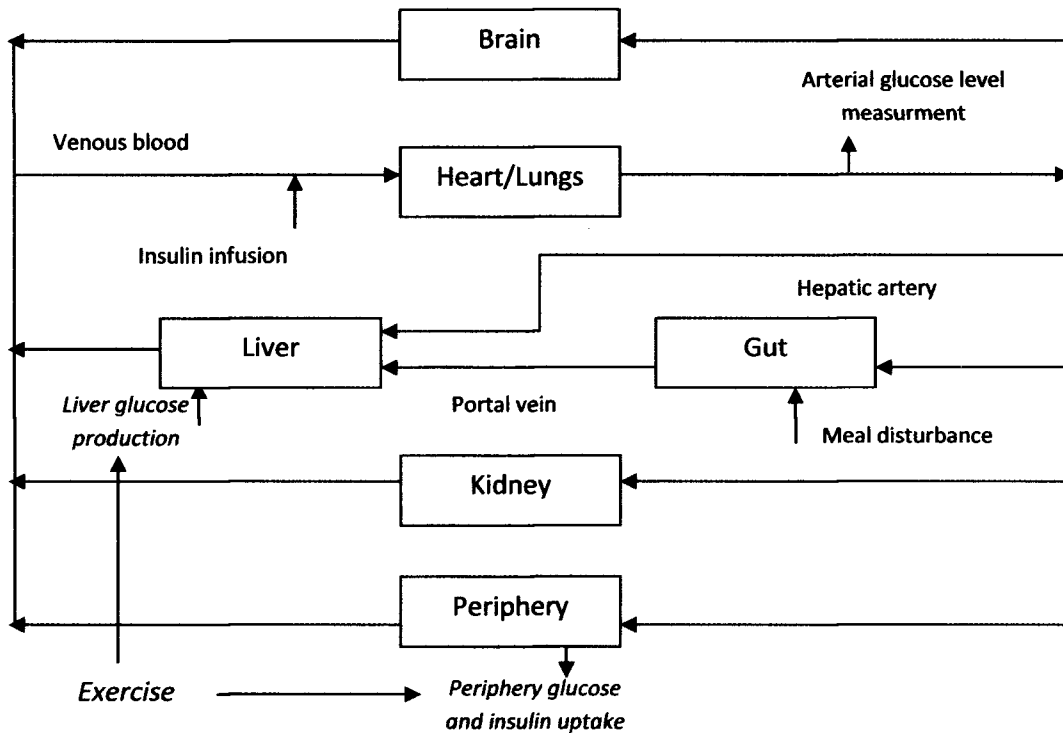 Brain
Arterial glucose level
measurment
Venous blood
Heart/Lungs
Insulin infusion
Hepatic artery
Liver
Gut
Liver glucose
production
Portal vein
Meal disturbance
Kidney
Periphery
Exercise
Periphery glucose
and insulin uptake